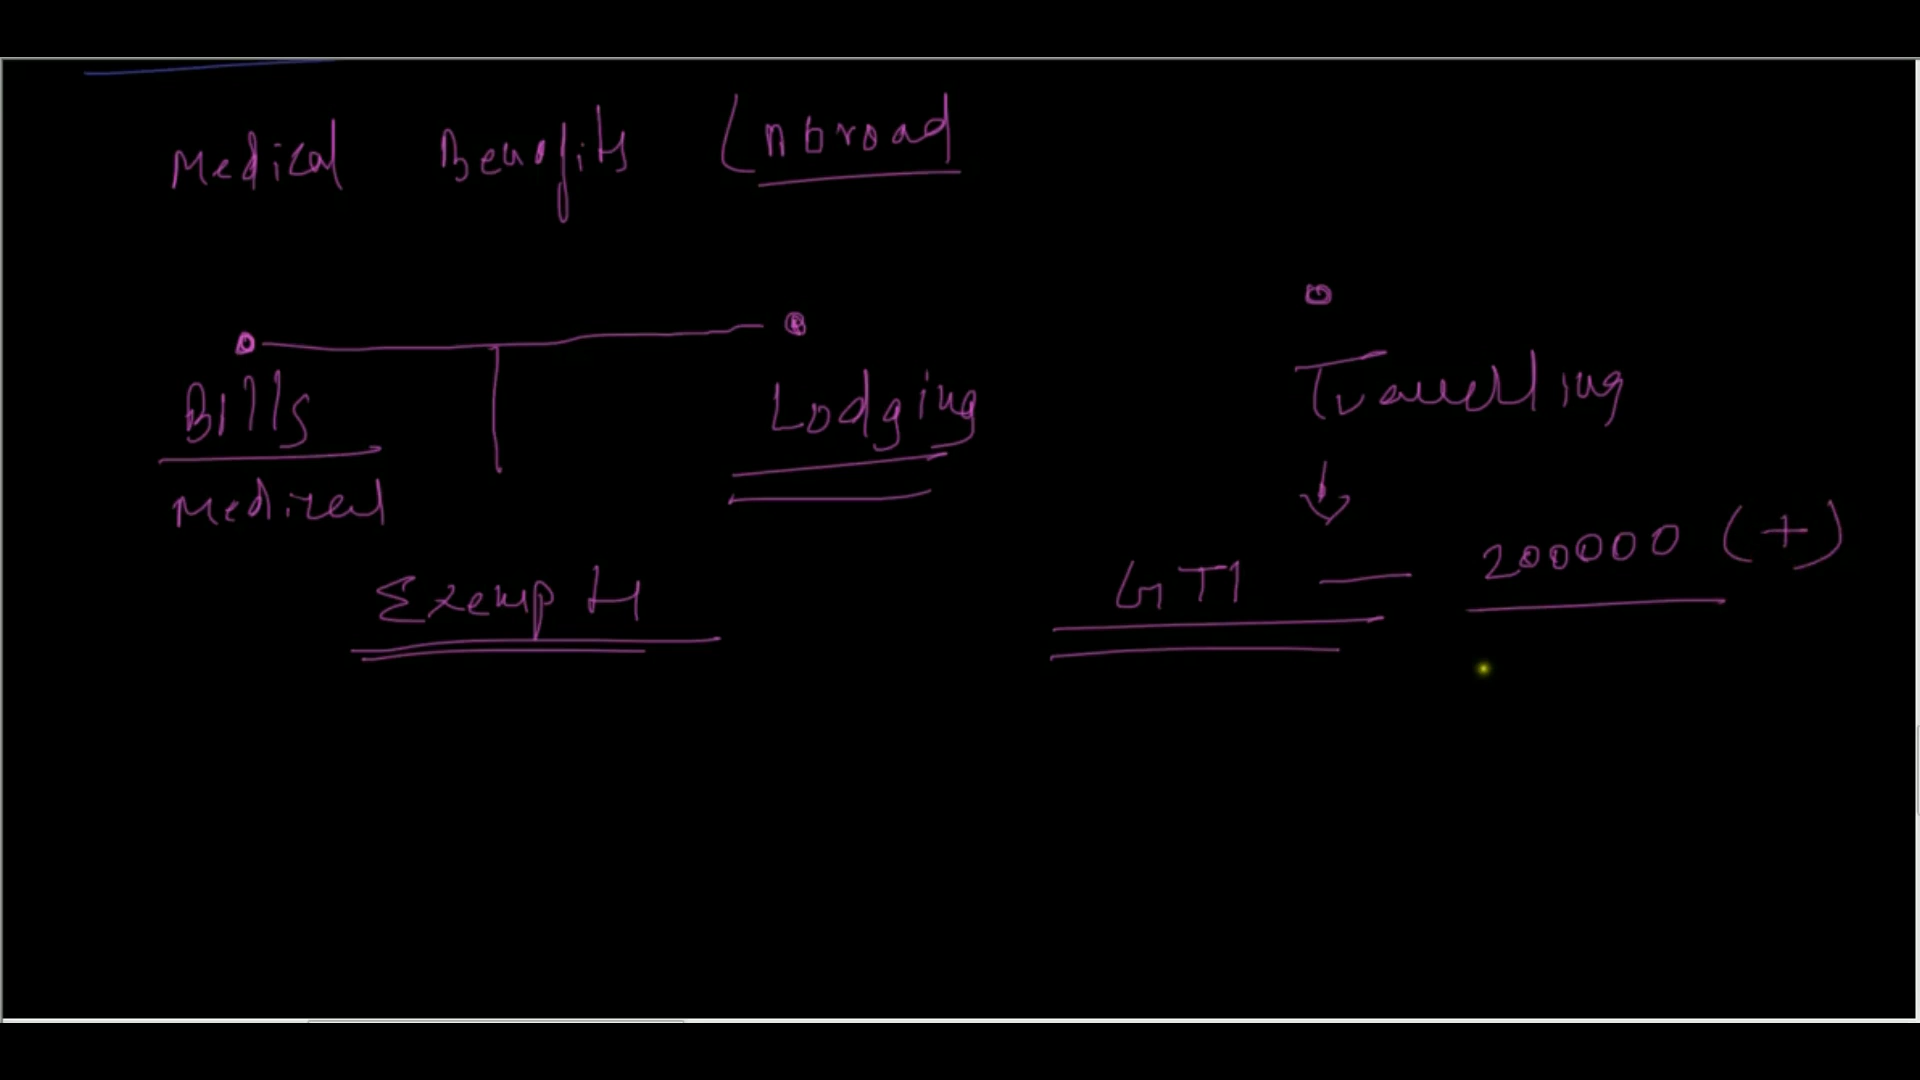 Medical Benefits (Abroad
Bills Lodging Travelling
Medical
Exempt
GTI — 200000 (+)